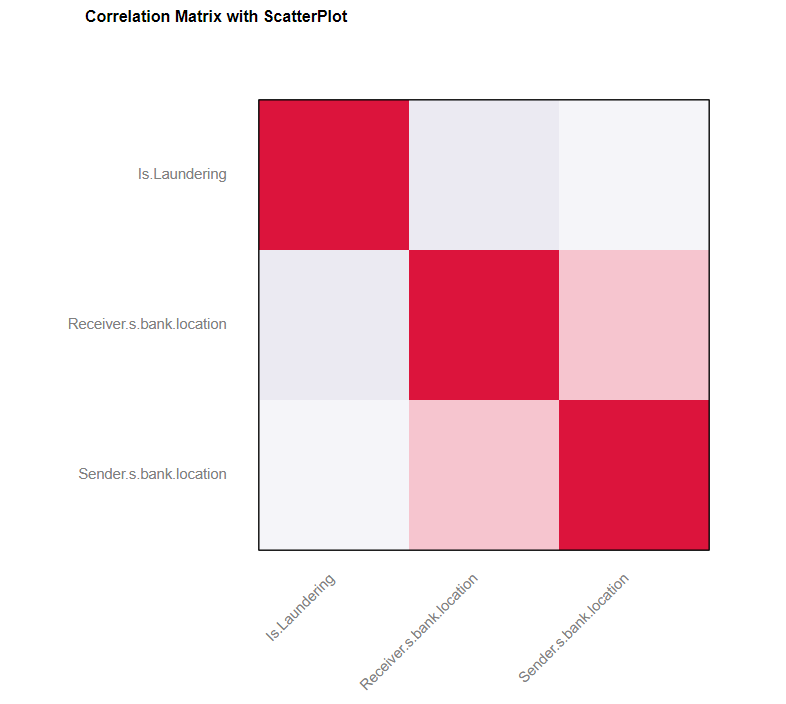 Correlation Matrix with ScatterPlot
Is.Laundering
Receiver.s.bank.location
Sender.s.bank.location
Is.Laundering
Receiver.s.bank.location
Sender.s.bank.location